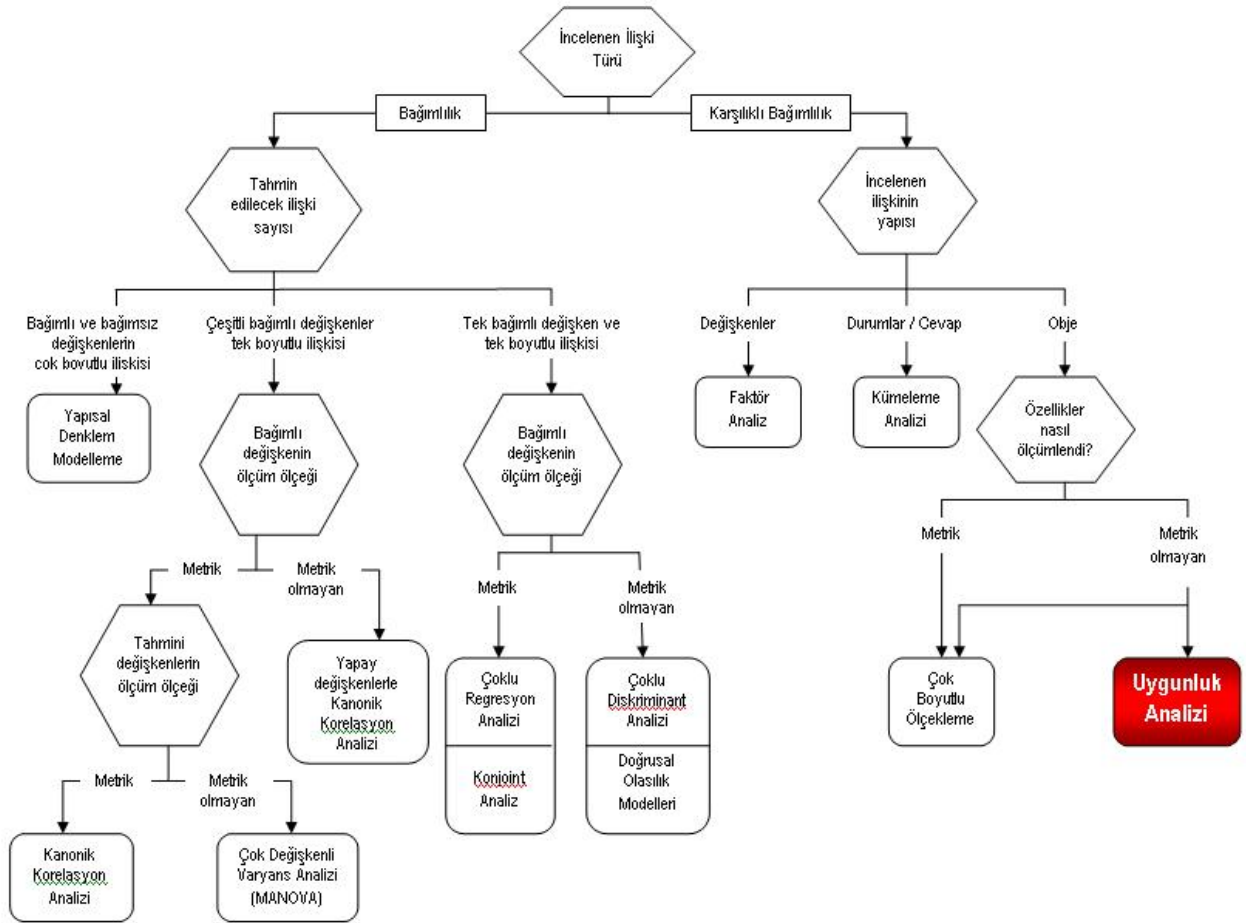 İncelenen İlişki
Türü
Bağımlılık
Karşılıklı Bağımlılık
Tahmin
edilecek ilişki
sayısı
İncelenen
ilişkinin
yapısı
Bağımlı ve bağımsız
değişkenlerin
cok bovutlu iliskisi
Çeşitli bağımlı değişkenler
tek boyutlu ilişkisi
Tek bağımlı değişken ve
tek boyutlu ilişkisi
Değişkenler
Durumlar / Cevap
Obje
Yapısal
Denklem
Modelleme
Bağımlı
değişkenin
ölçüm ölçeği
Bağımlı
değişkenin
ölçüm ölçeği
Faktör
Analiz
Kümeleme
Analizi
Özellikler
nasıl
ölçümlendi?
Metrik
Metrik
olmayan
Metrik
Metrik
olmayan
Metrik
Metrik
olmayan
Tahmini
değişkenlerin
ölçüm ölçeği
Yapay
değişkenlerle
Kanonik
Korelasyon
Analizi
Çoklu
Regresyon
Analizi
Konjoint
Analiz
Çoklu
Diskriminant
Analizi
Doğrusal
Olasılık
Modelleri
Çok
Boyutlu
Ölçekleme
Uygunluk
Analizi
Metrik
Metrik
olmayan
Kanonik
Korelasyon
Analizi
Çok Değişkenli
Varyans Analizi
(MANOVA)